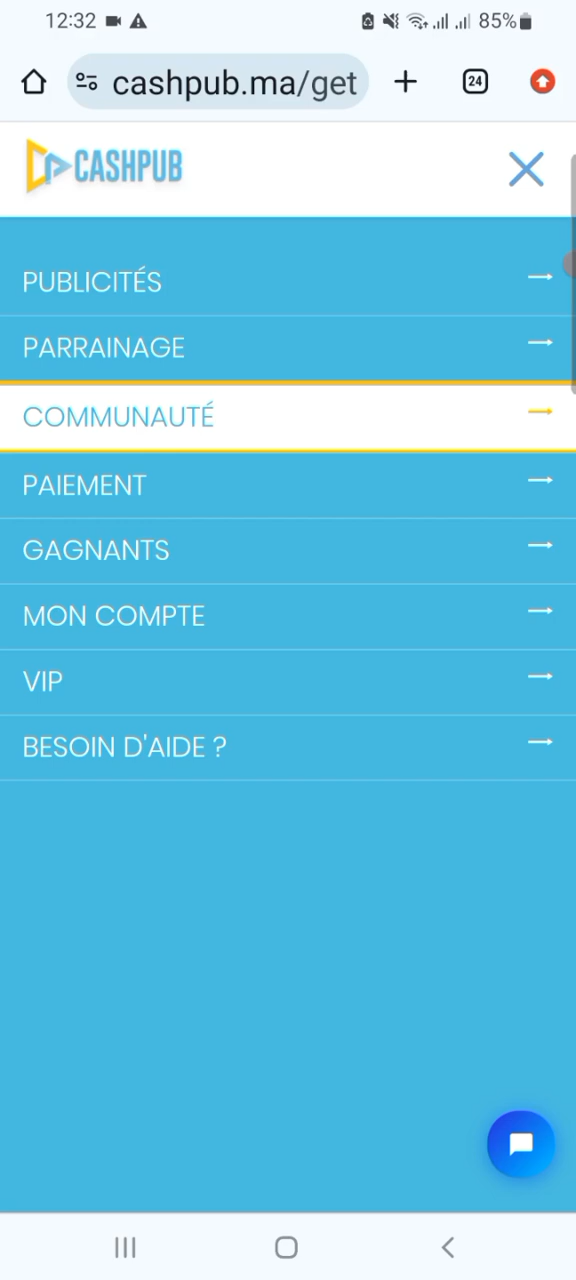 12:32
85%
cashpub.ma/get
24
CASHPUB
PUBLICITÉS
PARRAINAGE
COMMUNAUTÉ
PAIEMENT
GAGNANTS
MON COMPTE
VIP
BESOIN D'AIDE ?